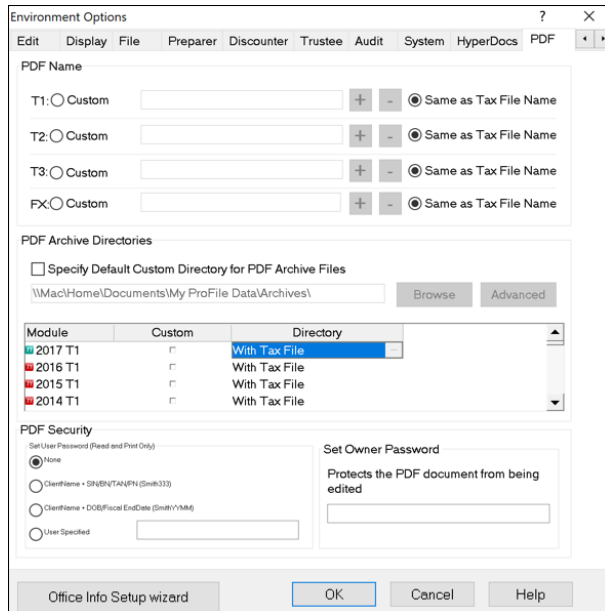 Environment Options ? X
Edit Display File Preparer Discounter Trustee Audit System HyperDocs PDF
PDF Name
T1: Custom + - Same as Tax File Name
T2: Custom + - Same as Tax File Name
T3: Custom + - Same as Tax File Name
FX: Custom + - Same as Tax File Name
PDF Archive Directories
Specify Default Custom Directory for PDF Archive Files
\\Mac\Home\Documents\My ProFile Data\Archives\ Browse Advanced
Module Custom Directory
T1 2017 T1 With Tax File ...
T1 2016 T1 With Tax File
T1 2015 T1 With Tax File
T1 2014 T1 With Tax File
PDF Security
Set User Password (Read and Print Only)
None
ClientName + SIN/BN/TAN/PN (Smith333)
ClientName + DOB/Fiscal EndDate (SmithYYMM)
User Specified
Set Owner Password
Protects the PDF document from being
edited
Office Info Setup wizard OK Cancel Help